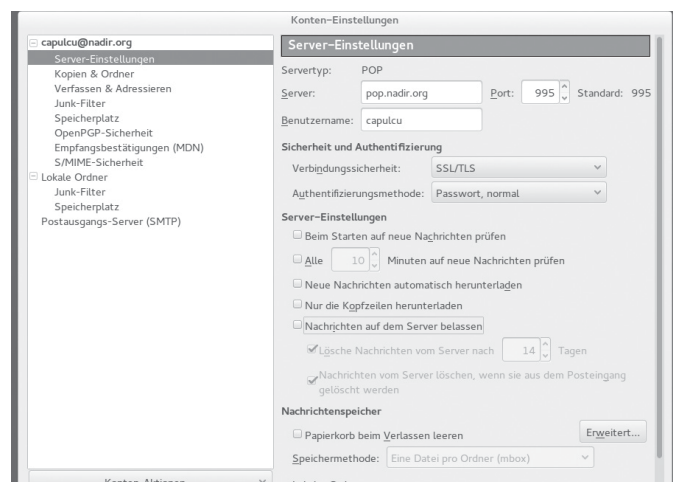 Konten-Einstellungen
capulcu@nadir.org
Server-Einstellungen
Kopien & Ordner
Verfassen & Adressieren
Junk-Filter
Speicherplatz
OpenPGP-Sicherheit
Empfangsbestätigungen (MDN)
S/MIME-Sicherheit
Lokale Ordner
Junk-Filter
Speicherplatz
Postausgangs-Server (SMTP)
Konten-Aktionen
Server-Einstellungen
Servertyp: POP
Server: pop.nadir.org Port: 995 Standard: 995
Benutzername: capulcu
Sicherheit und Authentifizierung
Verbindungssicherheit: SSL/TLS
Authentifizierungsmethode: Passwort, normal
Server-Einstellungen
Beim Starten auf neue Nachrichten prüfen
Alle 10 Minuten auf neue Nachrichten prüfen
Neue Nachrichten automatisch herunterladen
Nur die Kopfzeilen herunterladen
Nachrichten auf dem Server belassen
Lösche Nachrichten vom Server nach 14 Tagen
Nachrichten vom Server löschen, wenn sie aus dem Posteingang
gelöscht werden
Nachrichtenspeicher
Papierkorb beim Verlassen leeren Erweitert...
Speichermethode: Eine Datei pro Ordner (mbox)